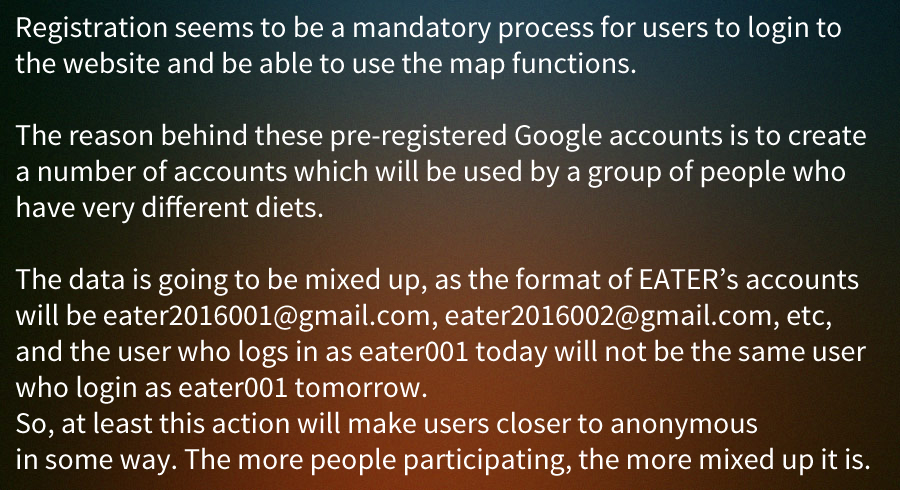 Registration seems to be a mandatory process for users to login to
the website and be able to use the map functions.
The reason behind these pre-registered Google accounts is to create
a number of accounts which will be used by a group of people who
have very different diets.
The data is going to be mixed up, as the format of EATER’s accounts
will be eater2016001@gmail.com, eater2016002@gmail.com, etc,
and the user who logs in as eater001 today will not be the same user
who login as eater001 tomorrow.
So, at least this action will make users closer to anonymous
in some way. The more people participating, the more mixed up it is.